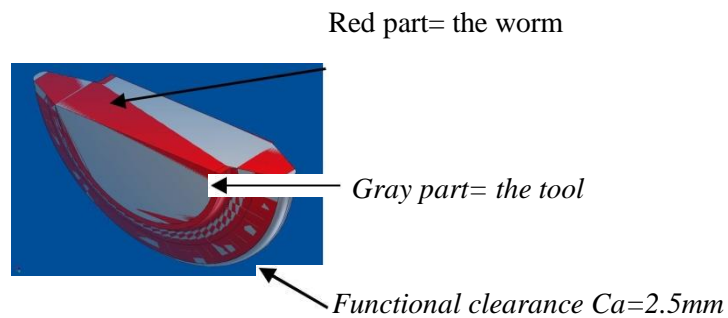 Red part= the worm
Gray part= the tool
Functional clearance Ca=2.5mm